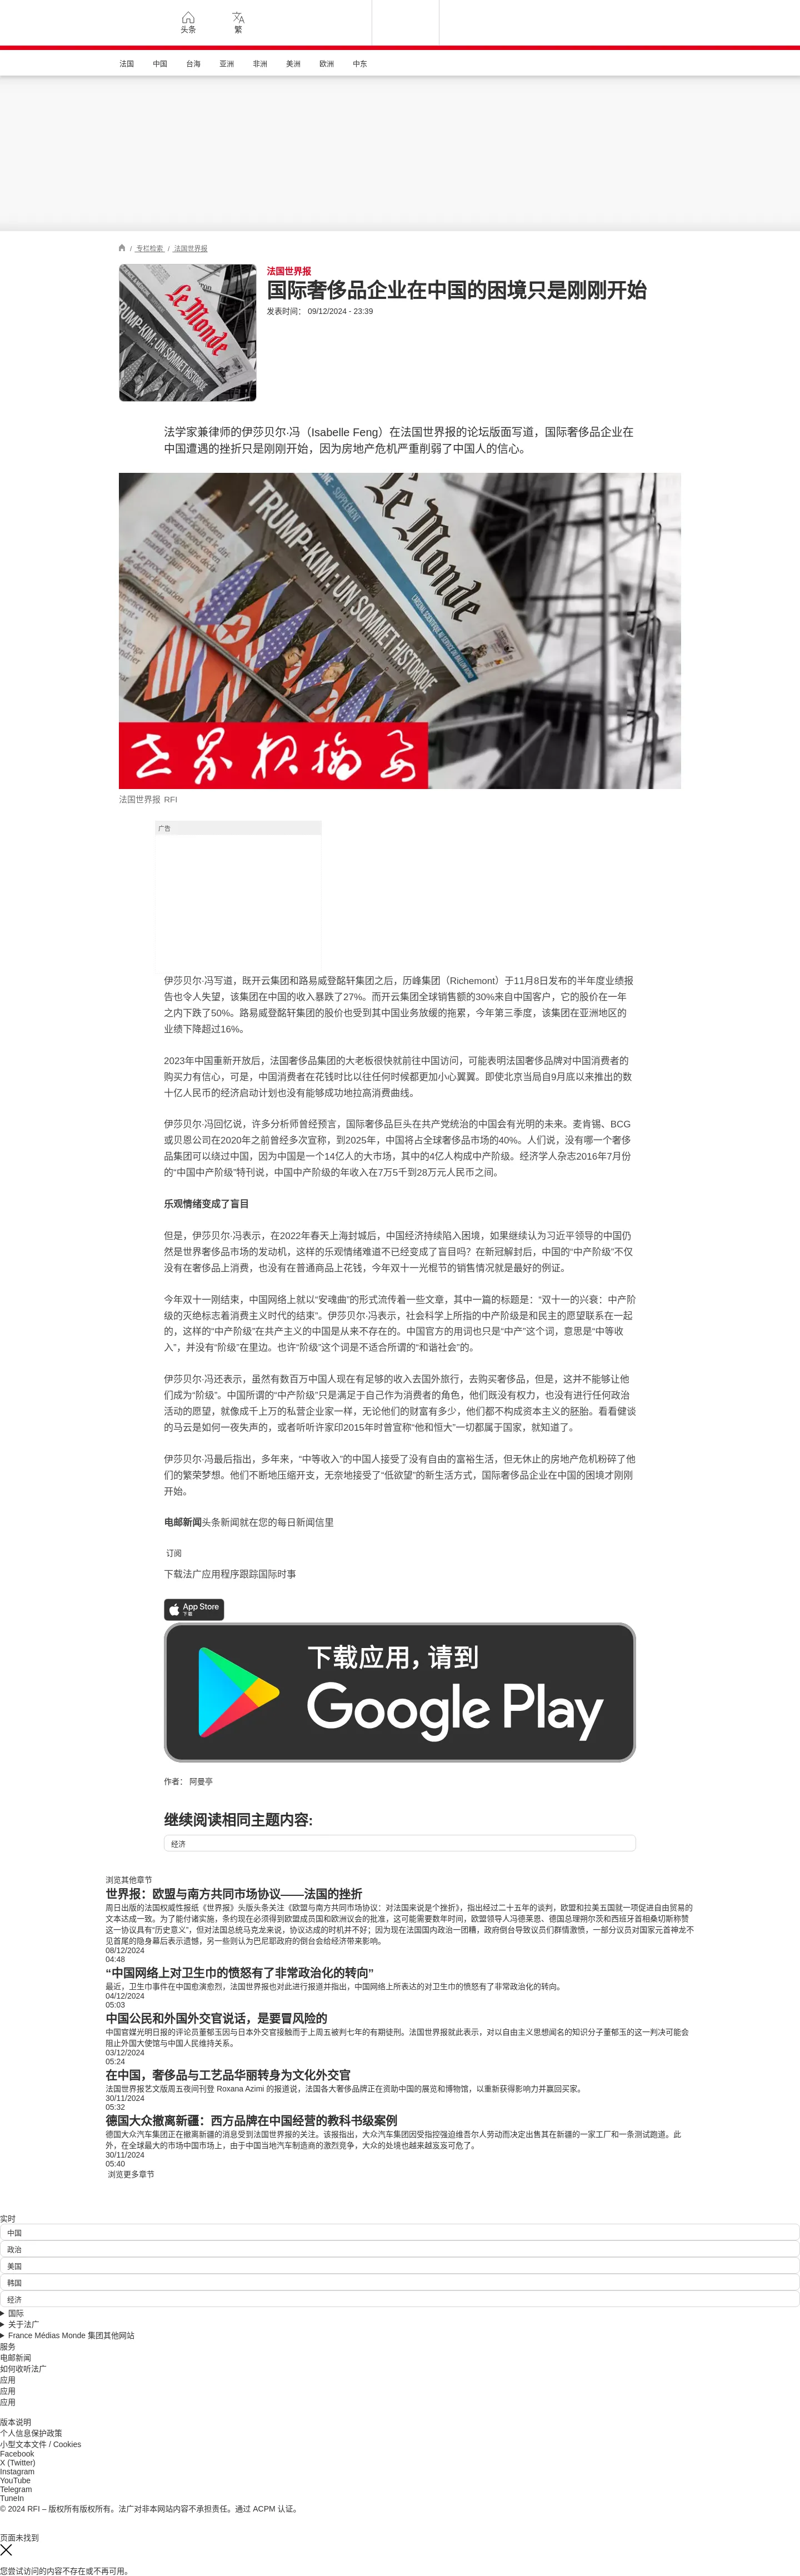 头条
繁
法国
中国
台海
亚洲
非洲
美洲
欧洲
中东
/ 专栏检索 / 法国世界报
法国世界报
国际奢侈品企业在中国的困境只是刚刚开始
发表时间： 09/12/2024 - 23:39
Le Monde
TRUMP-KIM : UN SOMMET HISTORIQUE
法学家兼律师的伊莎贝尔·冯（Isabelle Feng）在法国世界报的论坛版面写道，国际奢侈品企业在
中国遭遇的挫折只是刚刚开始，因为房地产危机严重削弱了中国人的信心。
Le Monde
TRUMP-KIM : UN SOMMET HISTORIQUE
世界报摘要
法国世界报 RFI
广告
伊莎贝尔·冯写道，既开云集团和路易威登酩轩集团之后，历峰集团（Richemont）于11月8日发布的半年度业绩报
告也令人失望，该集团在中国的收入暴跌了27%。而开云集团全球销售额的30%来自中国客户，它的股价在一年
之内下跌了50%。路易威登酩轩集团的股价也受到其中国业务放缓的拖累，今年第三季度，该集团在亚洲地区的
业绩下降超过16%。
2023年中国重新开放后，法国奢侈品集团的大老板很快就前往中国访问，可能表明法国奢侈品牌对中国消费者的
购买力有信心，可是，中国消费者在花钱时比以往任何时候都更加小心翼翼。即使北京当局自9月底以来推出的数
十亿人民币的经济启动计划也没有能够成功地拉高消费曲线。
伊莎贝尔·冯回忆说，许多分析师曾经预言，国际奢侈品巨头在共产党统治的中国会有光明的未来。麦肯锡、BCG
或贝恩公司在2020年之前曾经多次宣称，到2025年，中国将占全球奢侈品市场的40%。人们说，没有哪一个奢侈
品集团可以绕过中国，因为中国是一个14亿人的大市场，其中的4亿人构成中产阶级。经济学人杂志2016年7月份
的“中国中产阶级”特刊说，中国中产阶级的年收入在7万5千到28万元人民币之间。
乐观情绪变成了盲目
但是，伊莎贝尔·冯表示，在2022年春天上海封城后，中国经济持续陷入困境，如果继续认为习近平领导的中国仍
然是世界奢侈品市场的发动机，这样的乐观情绪难道不已经变成了盲目吗？在新冠解封后，中国的“中产阶级”不仅
没有在奢侈品上消费，也没有在普通商品上花钱，今年双十一光棍节的销售情况就是最好的例证。
今年双十一刚结束，中国网络上就以“安魂曲”的形式流传着一些文章，其中一篇的标题是：“双十一的兴衰：中产阶
级的灭绝标志着消费主义时代的结束”。伊莎贝尔·冯表示，社会科学上所指的中产阶级是和民主的愿望联系在一起
的，这样的“中产阶级”在共产主义的中国是从来不存在的。中国官方的用词也只是“中产”这个词，意思是“中等收
入”，并没有“阶级”在里边。也许“阶级”这个词是不适合所谓的“和谐社会”的。
伊莎贝尔·冯还表示，虽然有数百万中国人现在有足够的收入去国外旅行，去购买奢侈品，但是，这并不能够让他
们成为“阶级”。中国所谓的“中产阶级”只是满足于自己作为消费者的角色，他们既没有权力，也没有进行任何政治
活动的愿望，就像成千上万的私营企业家一样，无论他们的财富有多少，他们都不构成资本主义的胚胎。看看健谈
的马云是如何一夜失声的，或者听听许家印2015年时曾宣称“他和恒大”一切都属于国家，就知道了。
伊莎贝尔·冯最后指出，多年来，“中等收入”的中国人接受了没有自由的富裕生活，但无休止的房地产危机粉碎了他
们的繁荣梦想。他们不断地压缩开支，无奈地接受了“低欲望”的新生活方式，国际奢侈品企业在中国的困境才刚刚
开始。
电邮新闻头条新闻就在您的每日新闻信里
订阅
下载法广应用程序跟踪国际时事
App Store
下载
下载应用，请到
Google Play
作者： 阿曼亭
继续阅读相同主题内容:
经济
浏览其他章节
世界报：欧盟与南方共同市场协议——法国的挫折
周日出版的法国权威性报纸《世界报》头版头条关注《欧盟与南方共同市场协议：对法国来说是个挫折》，指出经过二十五年的谈判，欧盟和拉美五国就一项促进自由贸易的
文本达成一致。为了能付诸实施，条约现在必须得到欧盟成员国和欧洲议会的批准，这可能需要数年时间，欧盟领导人冯德莱恩、德国总理朔尔茨和西班牙首相桑切斯称赞
这一协议具有“历史意义”，但对法国总统马克龙来说，协议达成的时机并不好；因为现在法国国内政治一团糟，政府倒台导致议员们群情激愤，一部分议员对国家元首神龙不
见首尾的隐身幕后表示遗憾，另一些则认为巴尼耶政府的倒台会给经济带来影响。
08/12/2024
04:48
“中国网络上对卫生巾的愤怒有了非常政治化的转向”
最近，卫生巾事件在中国愈演愈烈，法国世界报也对此进行报道并指出，中国网络上所表达的对卫生巾的愤怒有了非常政治化的转向。
04/12/2024
05:03
中国公民和外国外交官说话，是要冒风险的
中国官媒光明日报的评论员董郁玉因与日本外交官接触而于上周五被判七年的有期徒刑。法国世界报就此表示，对以自由主义思想闻名的知识分子董郁玉的这一判决可能会
阻止外国大使馆与中国人民维持关系。
03/12/2024
05:24
在中国，奢侈品与工艺品华丽转身为文化外交官
法国世界报艺文版周五夜间刊登 Roxana Azimi 的报道说，法国各大奢侈品牌正在资助中国的展览和博物馆，以重新获得影响力并赢回买家。
30/11/2024
05:32
德国大众撤离新疆：西方品牌在中国经营的教科书级案例
德国大众汽车集团正在撤离新疆的消息受到法国世界报的关注。该报指出，大众汽车集团因受指控强迫维吾尔人劳动而决定出售其在新疆的一家工厂和一条测试跑道。此
外，在全球最大的市场中国市场上，由于中国当地汽车制造商的激烈竞争，大众的处境也越来越岌岌可危了。
30/11/2024
05:40
浏览更多章节
实时
中国
政治
美国
韩国
经济
国际
关于法广
France Médias Monde 集团其他网站
服务
电邮新闻
如何收听法广
应用
应用
应用
版本说明
个人信息保护政策
小型文本文件 / Cookies
Facebook
X (Twitter)
Instagram
YouTube
Telegram
TuneIn
© 2024 RFI – 版权所有版权所有。法广对非本网站内容不承担责任。通过 ACPM 认证。
页面未找到
您尝试访问的内容不存在或不再可用。